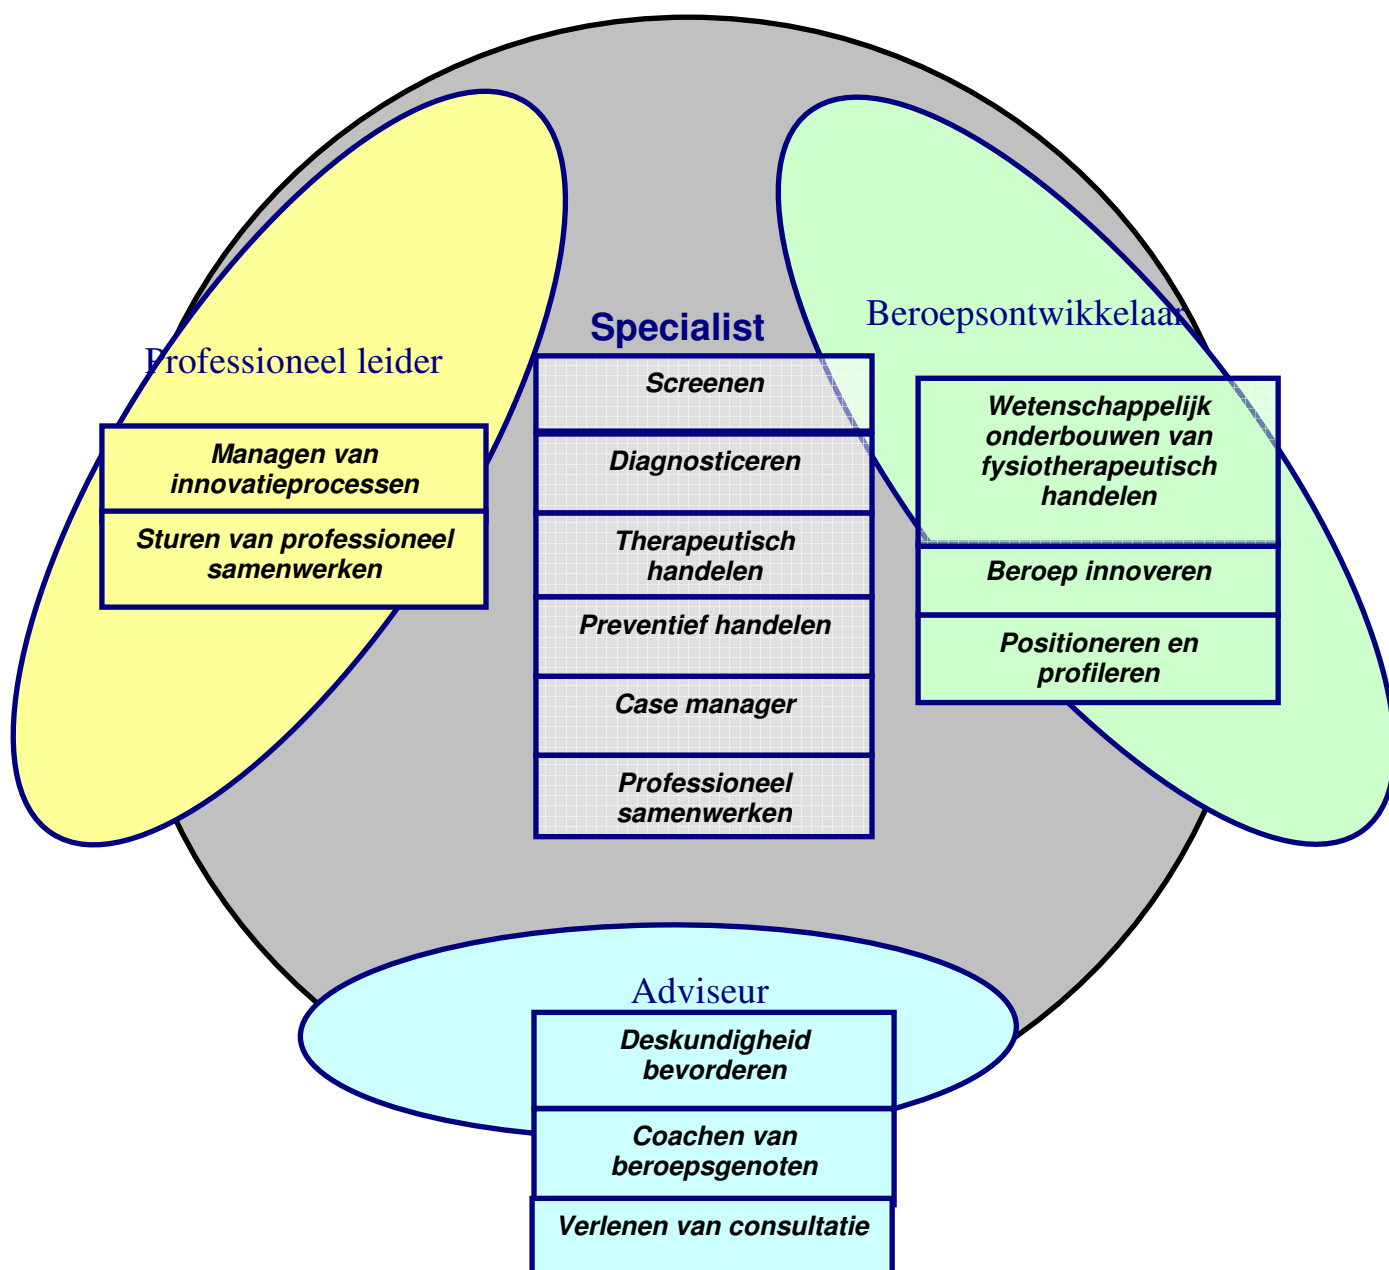 Professioneel leider
Managen van
innovatieprocessen
Sturen van professioneel
samenwerken
Specialist
Screenen
Diagnosticeren
Therapeutisch
handelen
Preventief handelen
Case manager
Professioneel
samenwerken
Beroepsontwikkelaar
Wetenschappelijk
onderbouwen van
fysiotherapeutisch
handelen
Beroep innoveren
Positioneren en
profileren
Adviseur
Deskundigheid
bevorderen
Coachen van
beroepsgenoten
Verlenen van consultatie